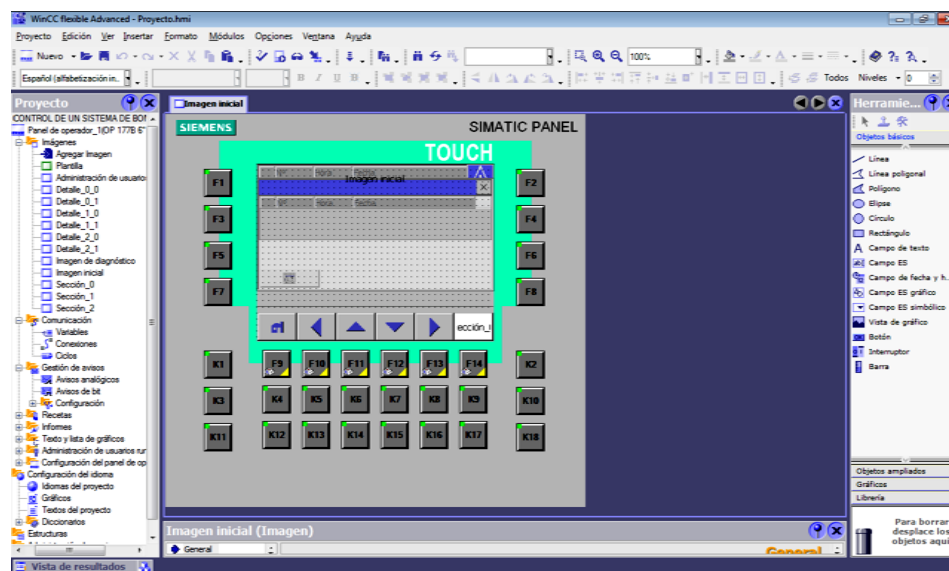 WinCC flexible Advanced - Proyecto.hmi
Proyecto Edición Ver Insertar Formato Módulos Opciones Ventana Ayuda
Nuevo 100%
Español (alfabetización in... Todos Niveles 0
Proyecto
CONTROL DE UN SISTEMA DE BO
Panel de operador_1(OP 177B 6"
Imágenes
Agregar Imagen
Plantilla
Administración de usuario
Detalle_0_0
Detalle_0_1
Detalle_1_0
Detalle_1_1
Detalle_2_0
Detalle_2_1
Imagen de diagnóstico
Imagen inicial
Sección_0
Sección_1
Sección_2
Comunicación
Variables
Conexiones
Ciclos
Gestión de avisos
Avisos analógicos
Avisos de bit
Configuración
Recetas
Informes
Texto y lista de gráficos
Administración de usuarios rur
Configuración del panel de op
Configuración del idioma
Idiomas del proyecto
Gráficos
Textos del proyecto
Diccionarios
Estructuras
Imagen inicial
SIEMENS SIMATIC PANEL
TOUCH
Nº Hora Fecha
Imagen inicial
Nº Hora Fecha
F1 F2
F3 F4
F5 F6
F7 F8
ección_
K1 F9 F10 F11 F12 F13 F14 K2
K3 K4 K5 K6 K7 K8 K9 K10
K11 K12 K13 K14 K15 K16 K17 K18
Imagen inicial (Imagen)
General General
Herramie...
Objetos básicos
Línea
Línea poligonal
Polígono
Elipse
Círculo
Rectángulo
Campo de texto
Campo ES
Campo de fecha y h..
Campo ES gráfico
Campo ES simbólico
Vista de gráfico
Botón
Interruptor
Barra
Objetos ampliados
Gráficos
Librería
Para borrar
desplace los
objetos aquí
Vista de resultados